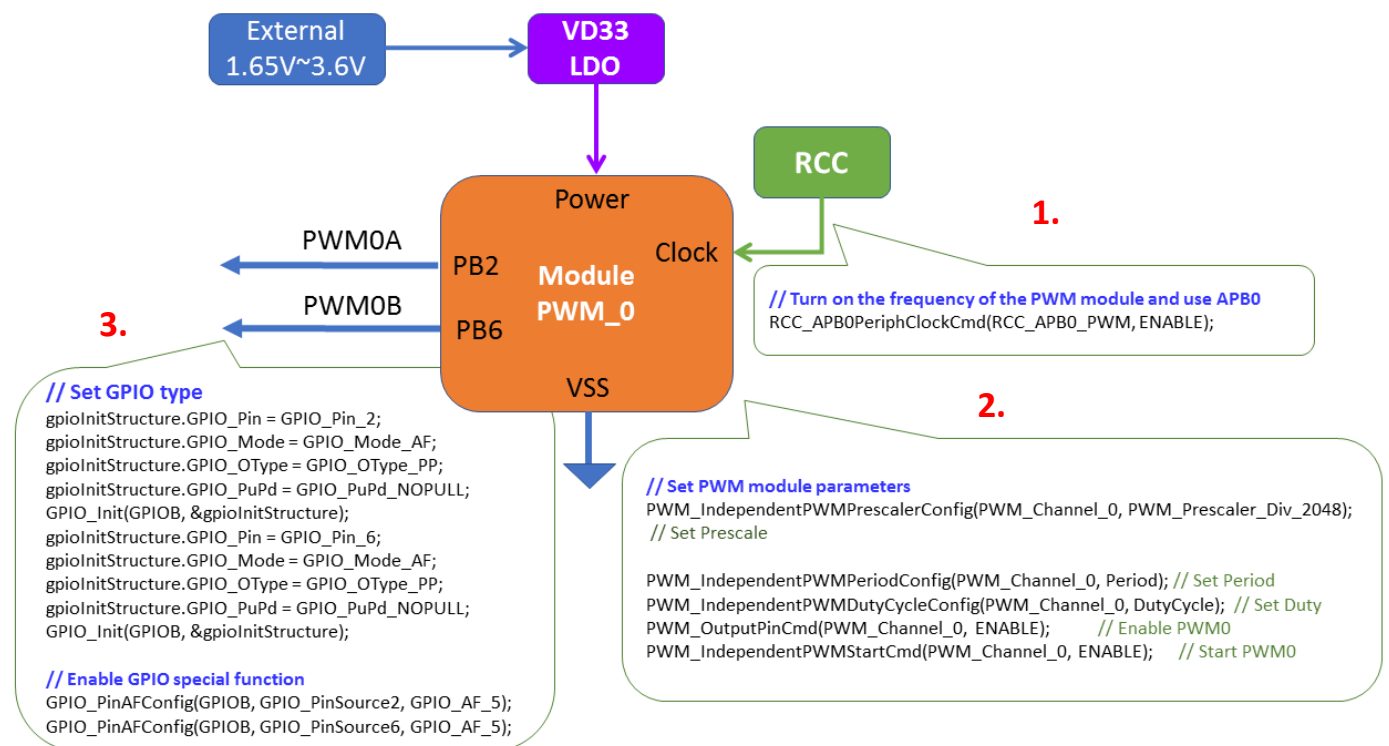 External
1.65V~3.6V
VD33
LDO
RCC
1.
Power
Clock
PWM0A
PB2
Module
PWM_0
PWM0B
PB6
VSS
// Turn on the frequency of the PWM module and use APB0
RCC_APB0PeriphClockCmd(RCC_APB0_PWM, ENABLE);
2.
// Set PWM module parameters
PWM_IndependentPWMPrescalerConfig(PWM_Channel_0, PWM_Prescaler_Div_2048);
// Set Prescale
PWM_IndependentPWMPeriodConfig(PWM_Channel_0, Period); // Set Period
PWM_IndependentPWMDutyCycleConfig(PWM_Channel_0, DutyCycle); // Set Duty
PWM_OutputPinCmd(PWM_Channel_0, ENABLE); // Enable PWM0
PWM_IndependentPWMStartCmd(PWM_Channel_0, ENABLE); // Start PWM0
3.
// Set GPIO type
gpioInitStructure.GPIO_Pin = GPIO_Pin_2;
gpioInitStructure.GPIO_Mode = GPIO_Mode_AF;
gpioInitStructure.GPIO_OType = GPIO_OType_PP;
gpioInitStructure.GPIO_PuPd = GPIO_PuPd_NOPULL;
GPIO_Init(GPIOB, &gpioInitStructure);
gpioInitStructure.GPIO_Pin = GPIO_Pin_6;
gpioInitStructure.GPIO_Mode = GPIO_Mode_AF;
gpioInitStructure.GPIO_OType = GPIO_OType_PP;
gpioInitStructure.GPIO_PuPd = GPIO_PuPd_NOPULL;
GPIO_Init(GPIOB, &gpioInitStructure);
// Enable GPIO special function
GPIO_PinAFConfig(GPIOB, GPIO_PinSource2, GPIO_AF_5);
GPIO_PinAFConfig(GPIOB, GPIO_PinSource6, GPIO_AF_5);